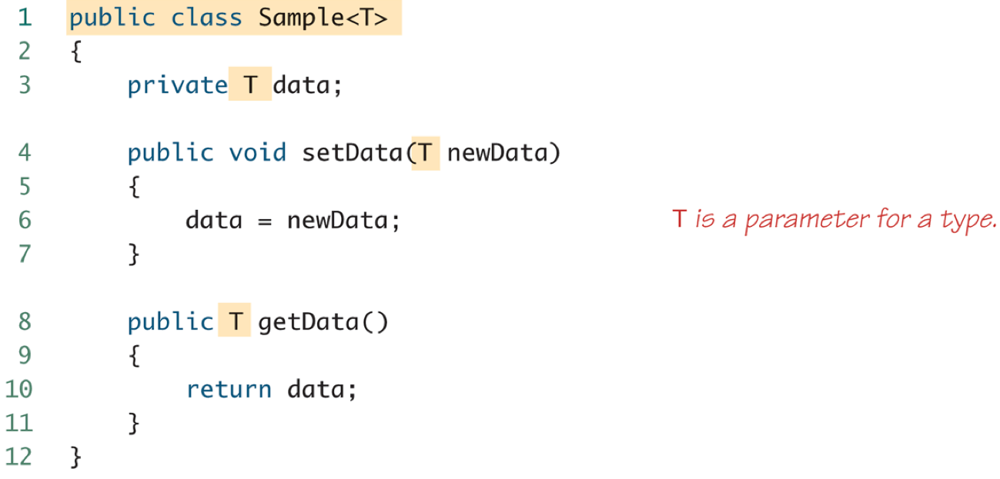 1 public class Sample<T>
2 {
3 private T data;
4 public void setData(T newData)
5 {
6 data = newData; T is a parameter for a type.
7 }
8 public T getData()
9 {
10 return data;
11 }
12 }